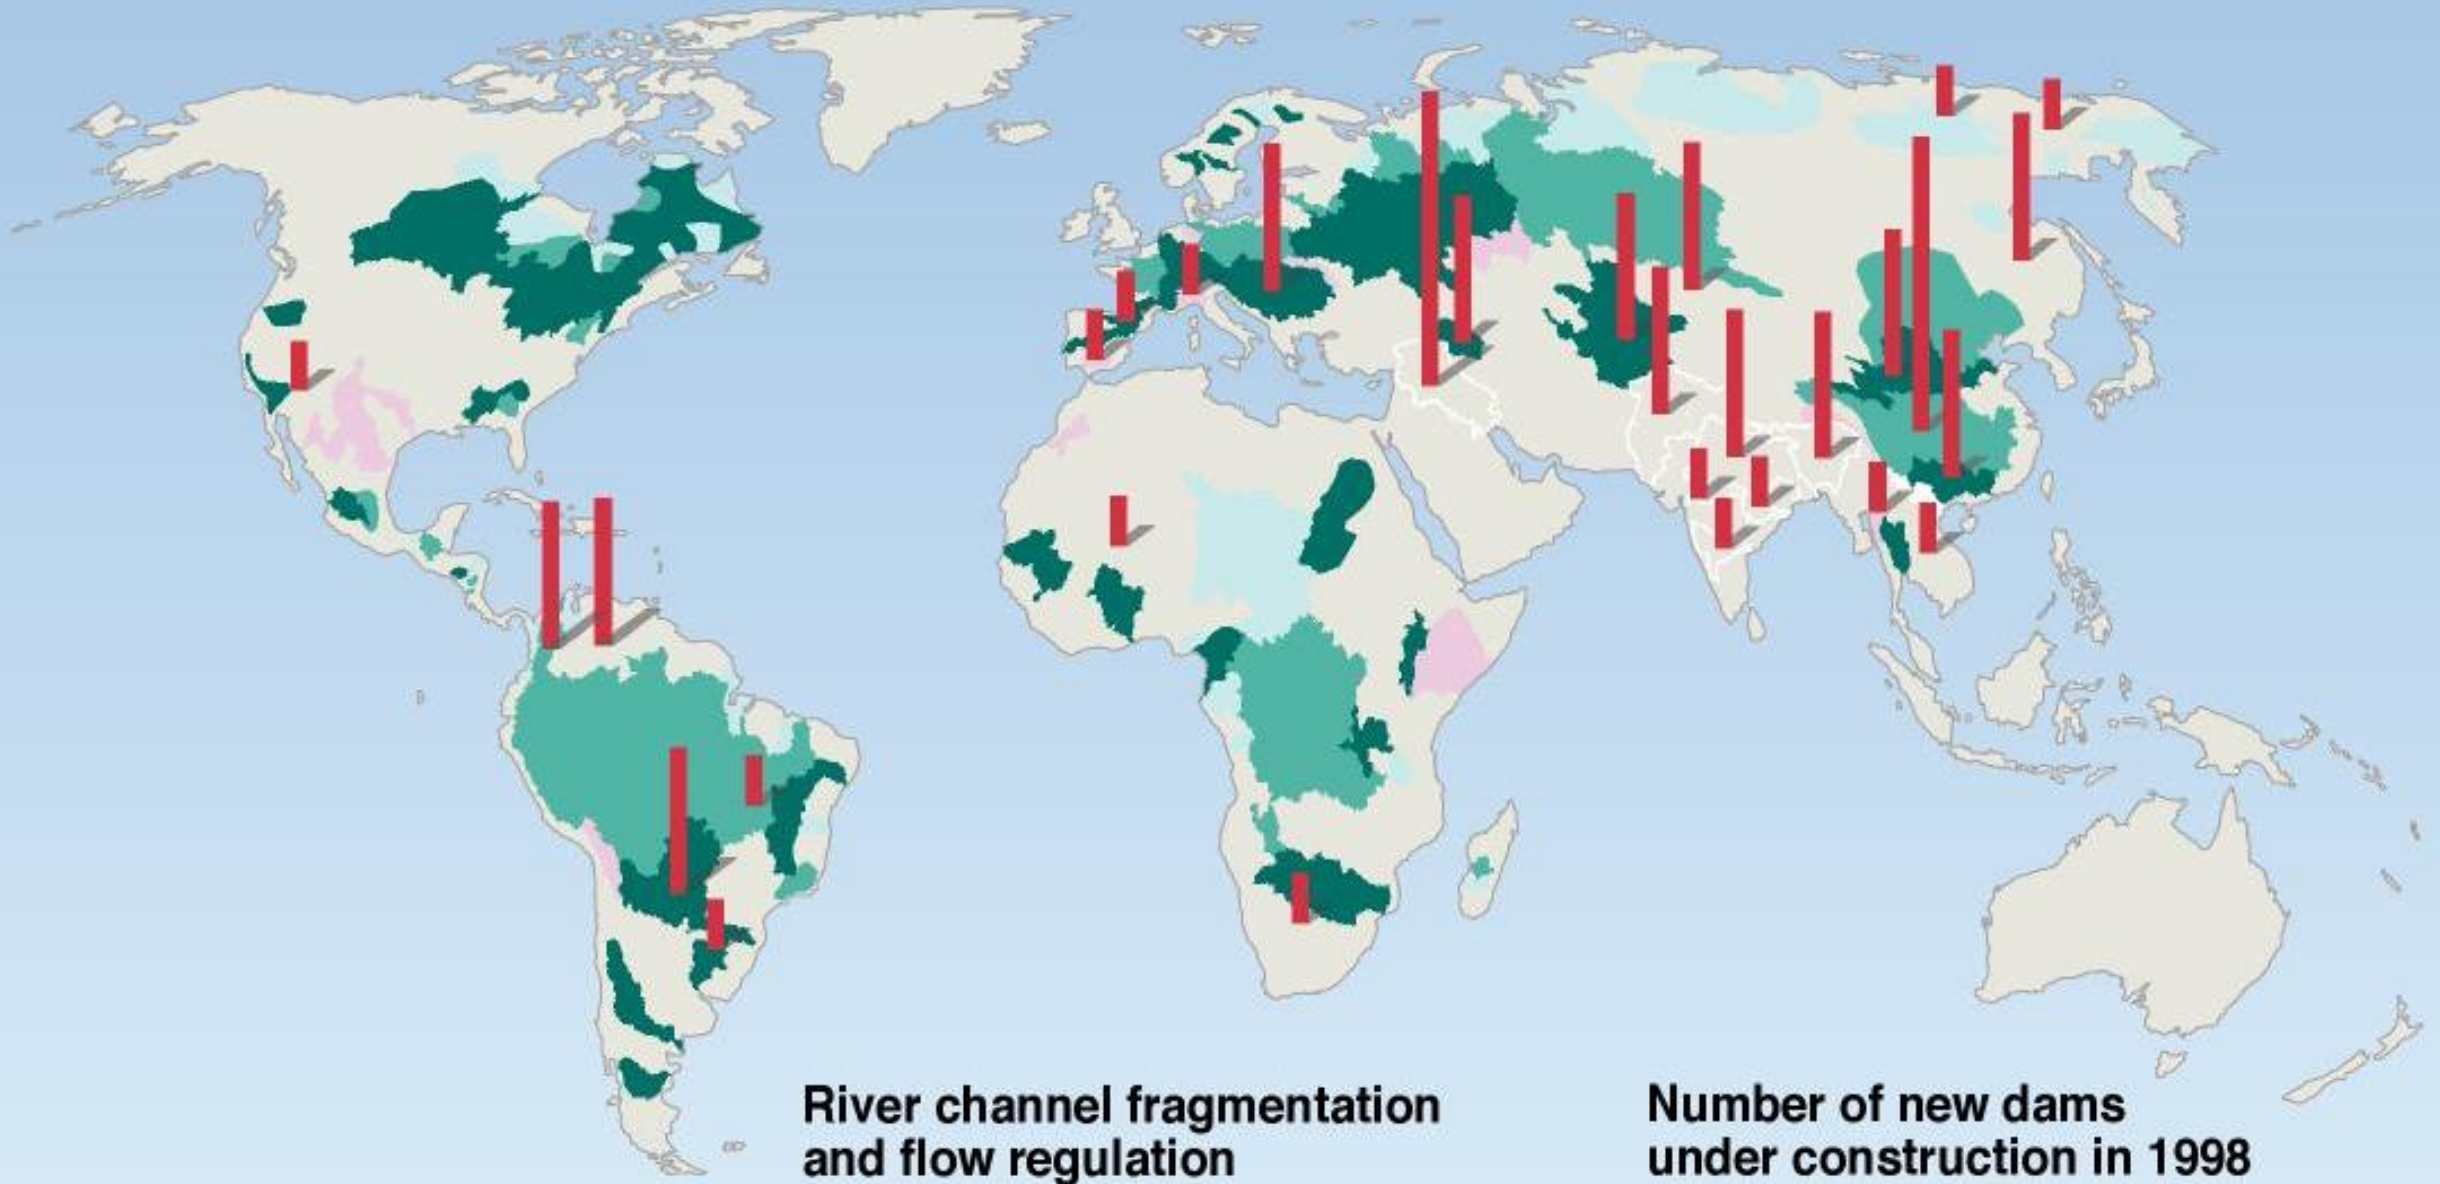 River channel fragmentation
and flow regulation
Number of new dams
under construction in 1998